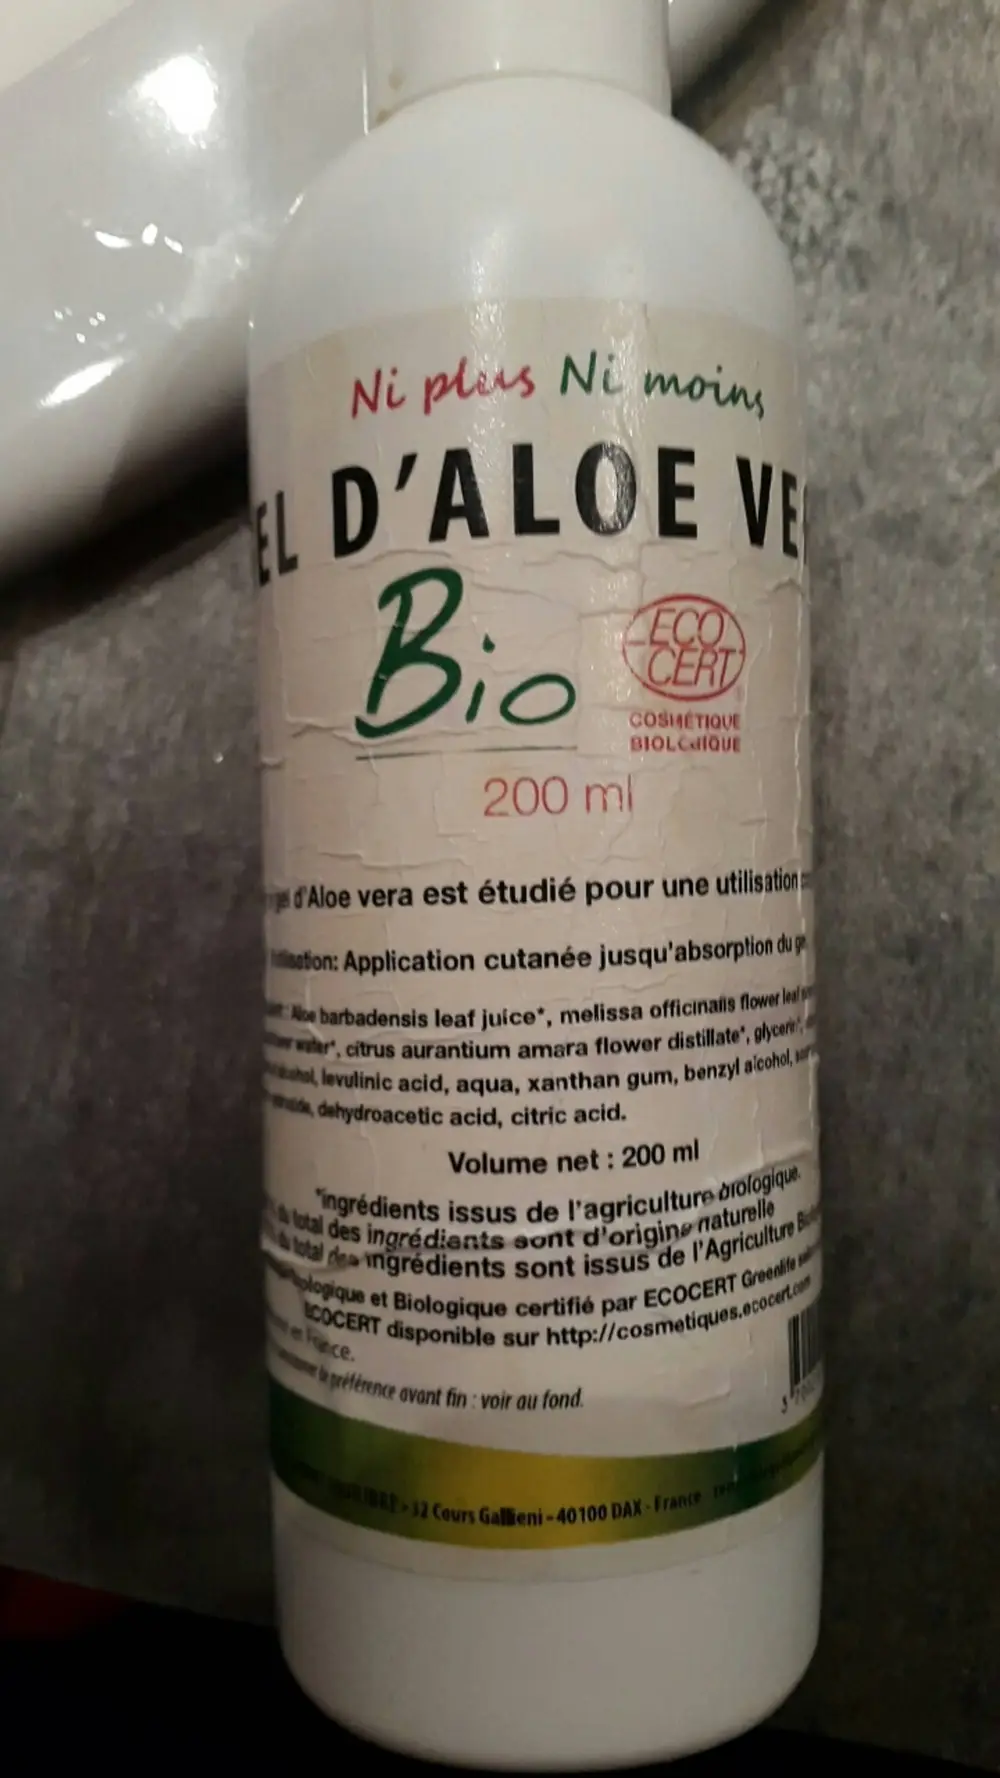 Ni plus Ni moins
EL D'ALOE VE
Bio
ECO
CERT
COSMÉTIQUE
BIOLOGIQUE
200 ml
d'Aloe vera est étudié pour une utilisation
Application cutanée jusqu'absorption du
Aloe barbadensis leaf juice*, melissa officinalis flower leaf
water*, citrus aurantium amara flower distillate*, glycerin*,
levulinic acid, aqua, xanthan gum, benzyl alcohol,
dehydroacetic acid, citric acid.
Volume net : 200 ml
*ingrédients issus de l'agriculture biologique.
du total des ingrédients sont d'origine naturelle
du total des ingrédients sont issus de l'Agriculture
et Biologique certifié par ECOCERT Greenlife
ECOCERT disponible sur http://cosmetiques.ecocert.com
en France.
préférence avant fin : voir au fond.
32 Cours Gallieni - 40100 DAX - France